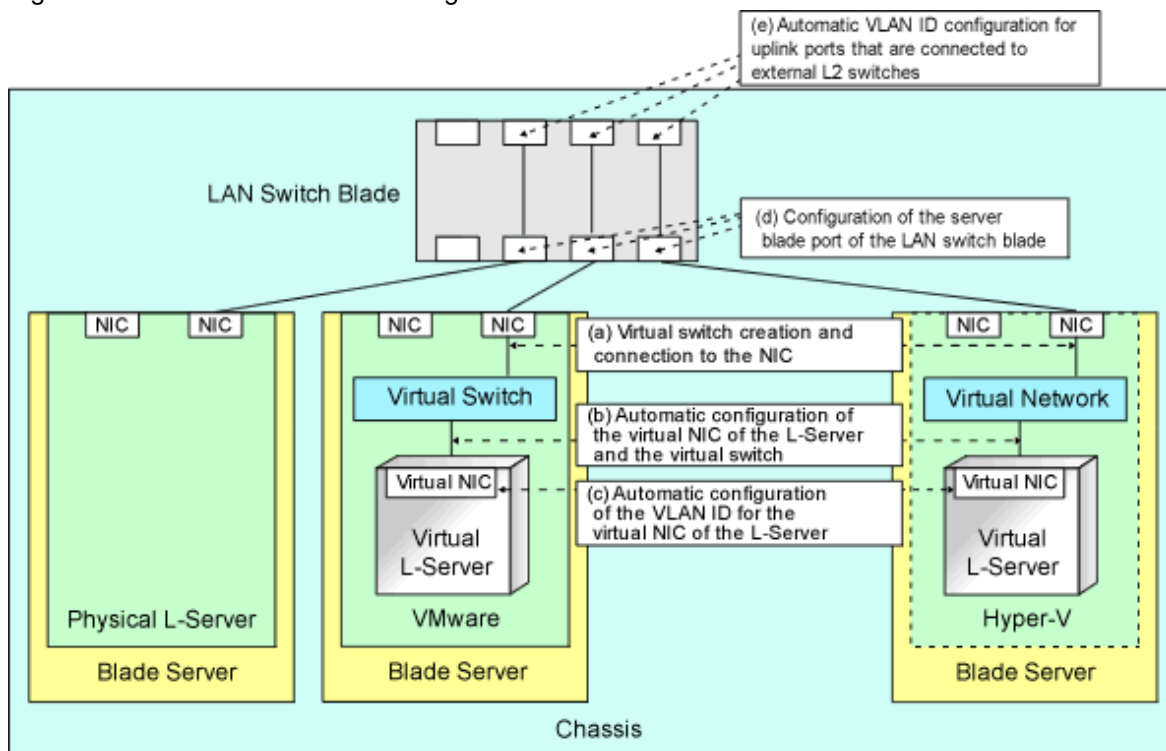 (e) Automatic VLAN ID configuration for
uplink ports that are connected to
external L2 switches
LAN Switch Blade
(d) Configuration of the server
blade port of the LAN switch blade
NIC
NIC
NIC
NIC
NIC
NIC
(a) Virtual switch creation and
connection to the NIC
Virtual Switch
Virtual Network
(b) Automatic configuration of
the virtual NIC of the L-Server
and the virtual switch
Virtual NIC
Virtual NIC
(c) Automatic configuration
of the VLAN ID for the
virtual NIC of the L-Server
Virtual
L-Server
Virtual
L-Server
Physical L-Server
VMware
Hyper-V
Blade Server
Blade Server
Blade Server
Chassis